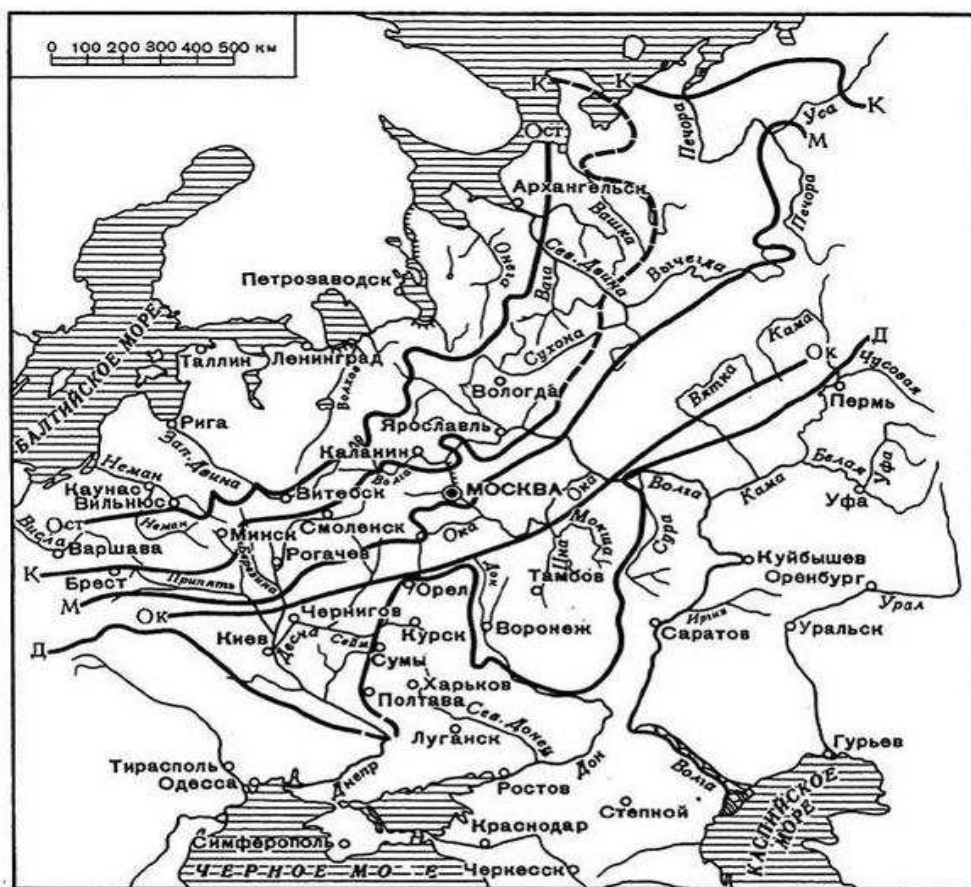 0 100 200 300 400 500 км
К
К
К
Ост.
Печора
Уса
М
Архангельск
Вашка
Печора
Онега
Сев. Двина
Вага
Вычегда
Петрозаводск
БАЛТИЙСКОЕ МОРЕ
Таллин
Ленинград
Волхов
Сухона
Вологда
Кама
Вятка
Ок
Д
Чусовая
Пермь
Рига
Зап. Двина
Ярославль
Калинин
Волга
МОСКВА
Ока
Волга
Кама
Белая
Уфа
Уфа
Неман
Каунас
Вильнюс
Витебск
Смоленск
Ост
Неман
Висла
Варшава
Минск
Рогачев
Березина
Ока
Цна
Мокша
Сура
К
Брест
Припять
Орел
Дон
Тамбов
Куйбышев
Оренбург
Урал
М
Ок
Чернигов
Десна
Сейм
Курск
Воронеж
Саратов
Иргиз
Уральск
Д
Киев
Сумы
Харьков
Полтава
Сев. Донец
Луганск
Дон
Волга
Гурьев
Тирасполь
Одесса
Днепр
Ростов
Степной
КАСПИЙСКОЕ
МОРЕ
Краснодар
Симферополь
Черкесск
ЧЕРНОЕ МО Е